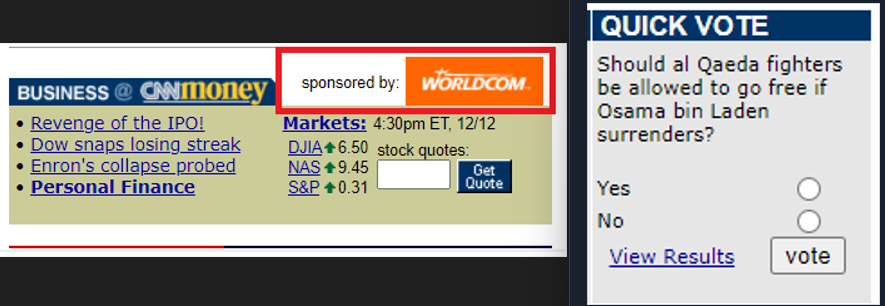 BUSINESS @ CNNmoney
sponsored by: WORLDCOM
• Revenge of the IPO!
• Dow snaps losing streak
• Enron's collapse probed
• Personal Finance
Markets: 4:30pm ET, 12/12
DJIA 6.50
NAS 9.45
S&P 0.31
stock quotes:
Get
Quote
QUICK VOTE
Should al Qaeda fighters
be allowed to go free if
Osama bin Laden
surrenders?
Yes
No
View Results vote